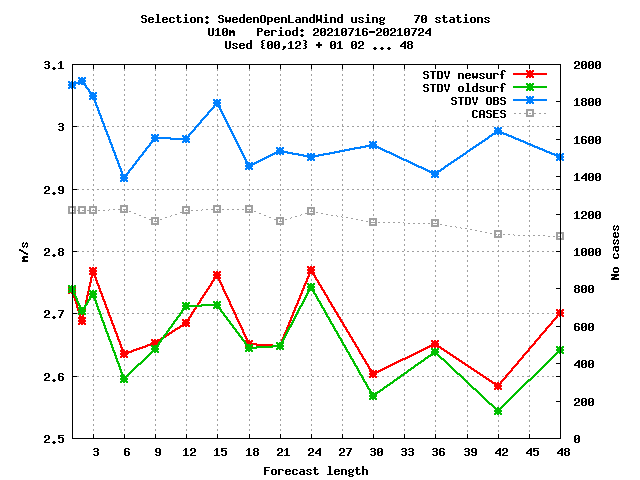 Selection: SwedenOpenLandWind using    70 stations
U10m   Period: 20210716-20210724
Used {00,12} + 01 02 ... 48
3.1
3
2.9
2.8
2.7
2.6
2.5
m/s
2000
1800
1600
1400
1200
1000
800
600
400
200
0
No cases
STDV newsurf
STDV oldsurf
STDV OBS
CASES
3 6 9 12 15 18 21 24 27 30 33 36 39 42 45 48
Forecast length